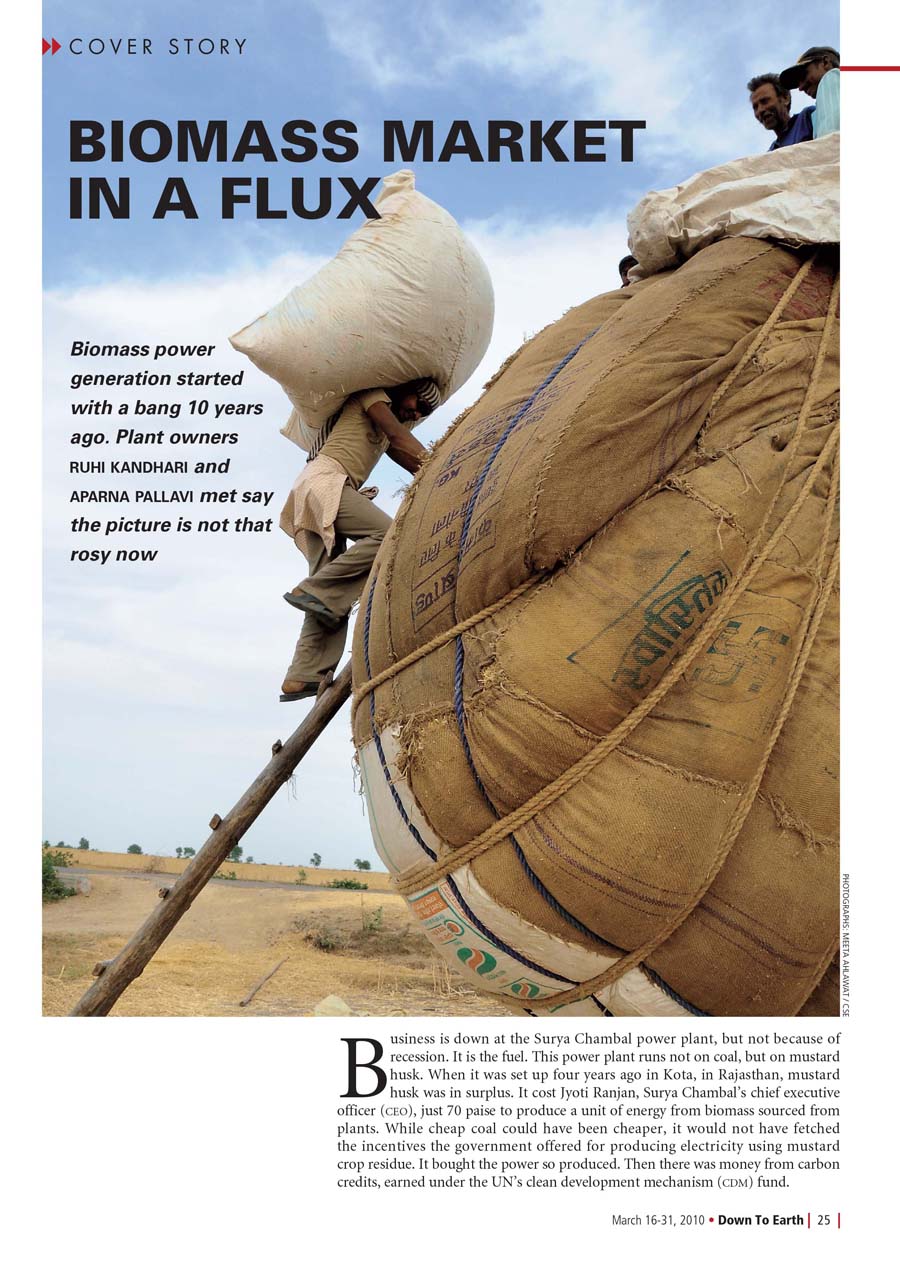 COVER STORY
BIOMASS MARKET
IN A FLUX
Biomass power
generation started
with a bang 10 years
ago. Plant owners
RUHI KANDHARI and
APARNA PALLAVI met say
the picture is not that
rosy now
स्वास्तिक
PHOTOGRAPHS: MEETA AHLAWAT / CSE
Business is down at the Surya Chambal power plant, but not because of
recession. It is the fuel. This power plant runs not on coal, but on mustard
husk. When it was set up four years ago in Kota, in Rajasthan, mustard
husk was in surplus. It cost Jyoti Ranjan, Surya Chambal's chief executive
officer (CEO), just 70 paise to produce a unit of energy from biomass sourced from
plants. While cheap coal could have been cheaper, it would not have fetched
the incentives the government offered for producing electricity using mustard
crop residue. It bought the power so produced. Then there was money from carbon
credits, earned under the UN's clean development mechanism (CDM) fund.
March 16-31, 2010 • Down To Earth | 25 |